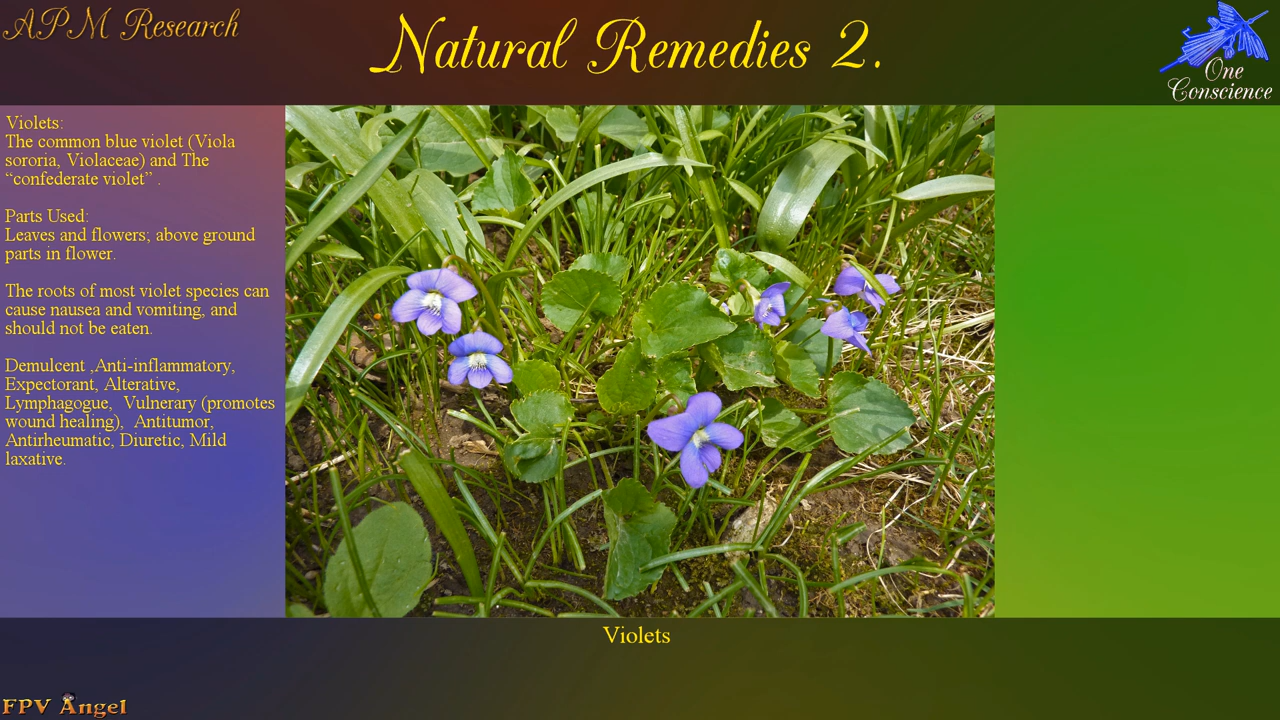 APM Research
Natural Remedies 2.
One
Conscience
Violets:
The common blue violet (Viola
sororia, Violaceae) and The
“confederate violet” .
Parts Used:
Leaves and flowers; above ground
parts in flower.
The roots of most violet species can
cause nausea and vomiting, and
should not be eaten.
Demulcent ,Anti-inflammatory,
Expectorant, Alterative,
Lymphagogue, Vulnerary (promotes
wound healing), Antitumor,
Antirheumatic, Diuretic, Mild
laxative.
Violets
FPV Angel